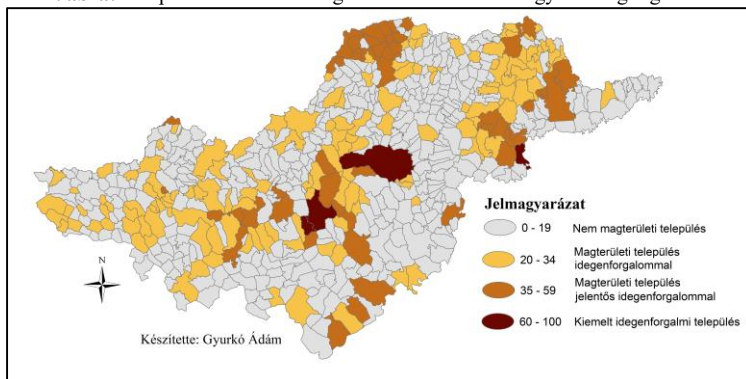 N
Készítette: Gyurkó Ádám
Jelmagyarázat
0 - 19 Nem magterületi település
20 - 34 Magterületi település
idegenforgalommal
35 - 59 Magterületi település
jelentős idegenforgalommal
60 - 100 Kiemelt idegenforgalmi település